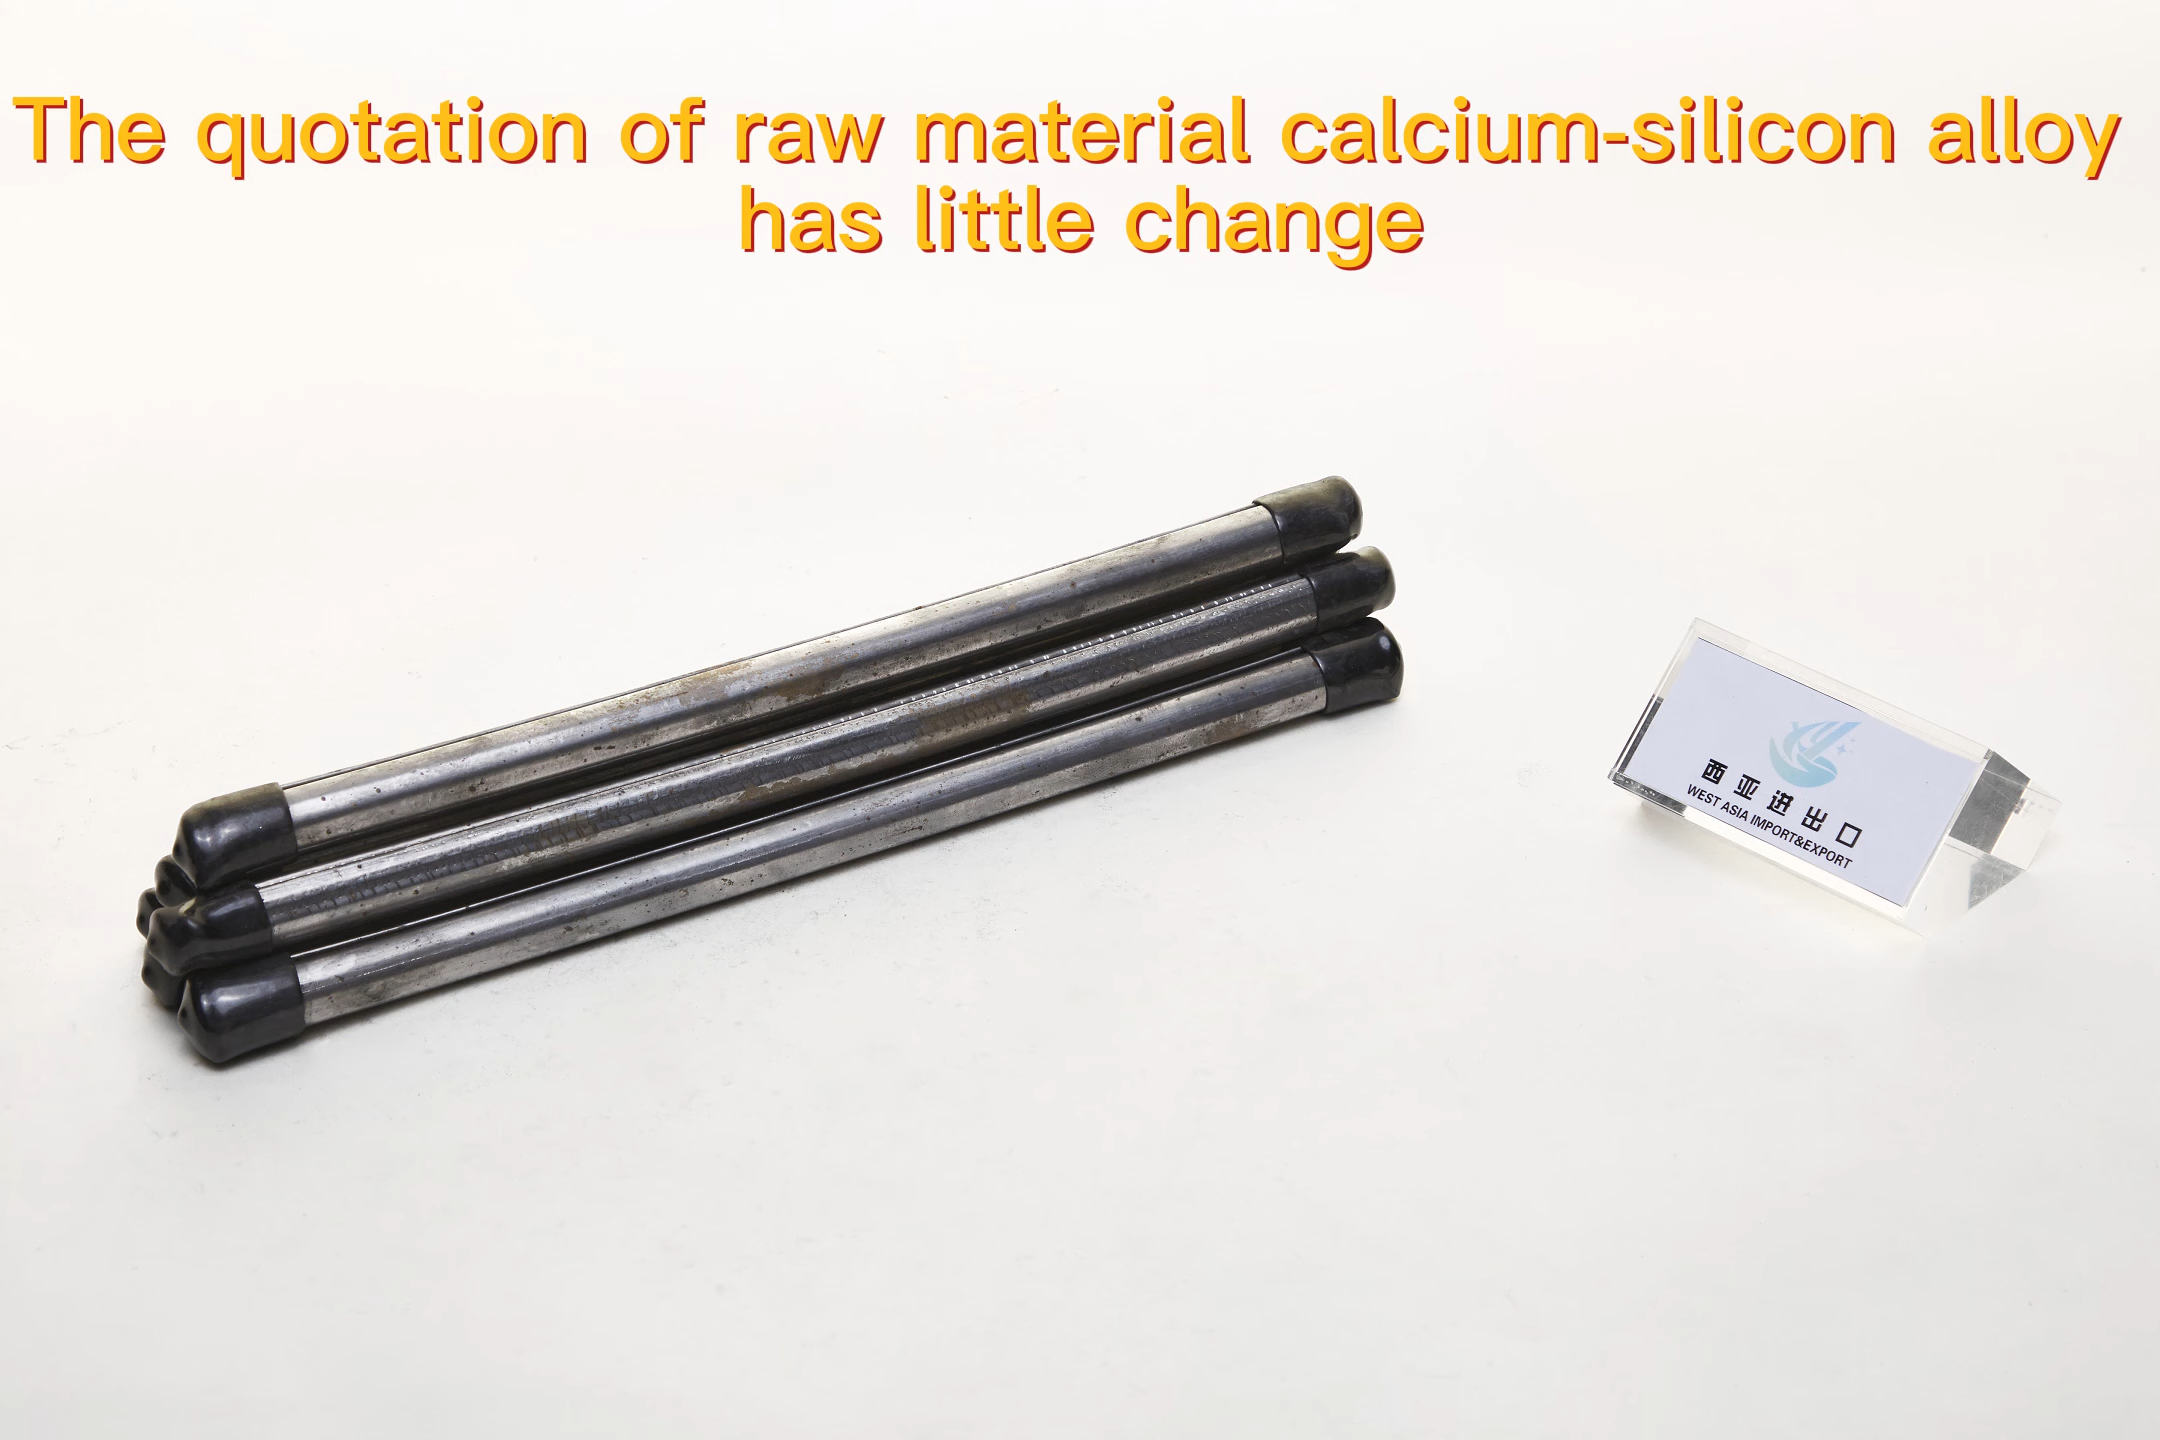 The quotation of raw material calcium-silicon alloy
has little change
西亚进出口
WEST ASIA IMPORT&EXPORT